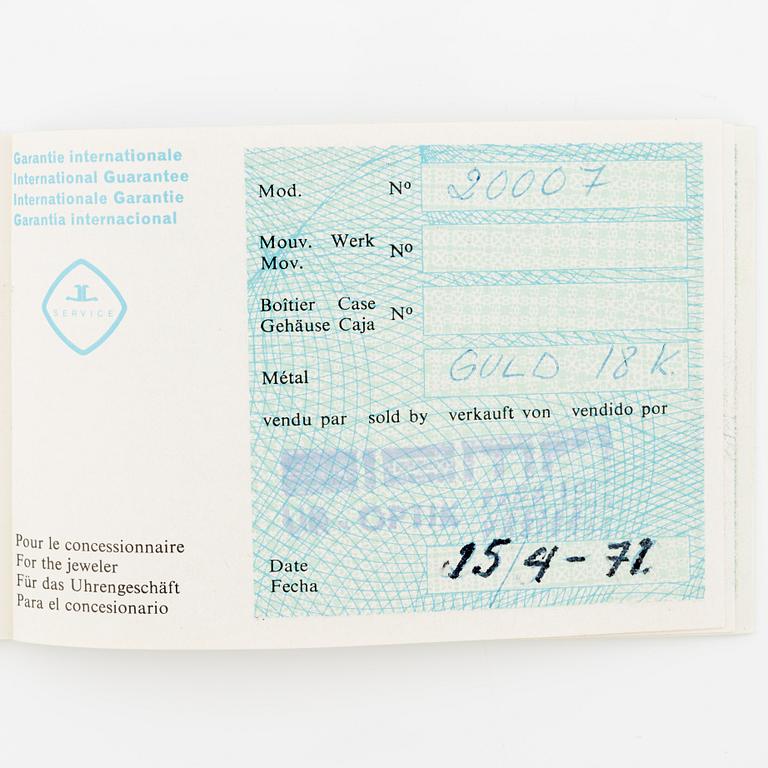 Garantie internationale
International Guarantee
Internationale Garantie
Garantia internacional
SERVICE
Mod. Nº 20007
Mouv. Werk
Mov. Nº
Boîtier Case
Gehäuse Caja Nº
Métal GULD 18 K.
vendu par sold by verkauft von vendido por
UR - OPTIK
Date
Fecha 15/4-71.
Pour le concessionnaire
For the jeweler
Für das Uhrengeschäft
Para el concesionario